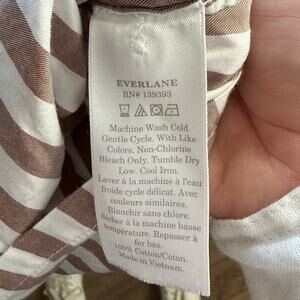 EVERLANE
RN# 139393
Machine Wash Cold
Gentle Cycle. With Like
Colors. Non-Chlorine
Bleach Only. Tumble Dry
Low. Cool Iron.
Laver à la machine à l'eau
froide cycle délicat. Avec
couleurs similaires.
Blanchir sans chlore.
Sécher à la machine basse
température. Repasser à
fer bas.
100% Cotton/Coton.
Made in Vietnam.